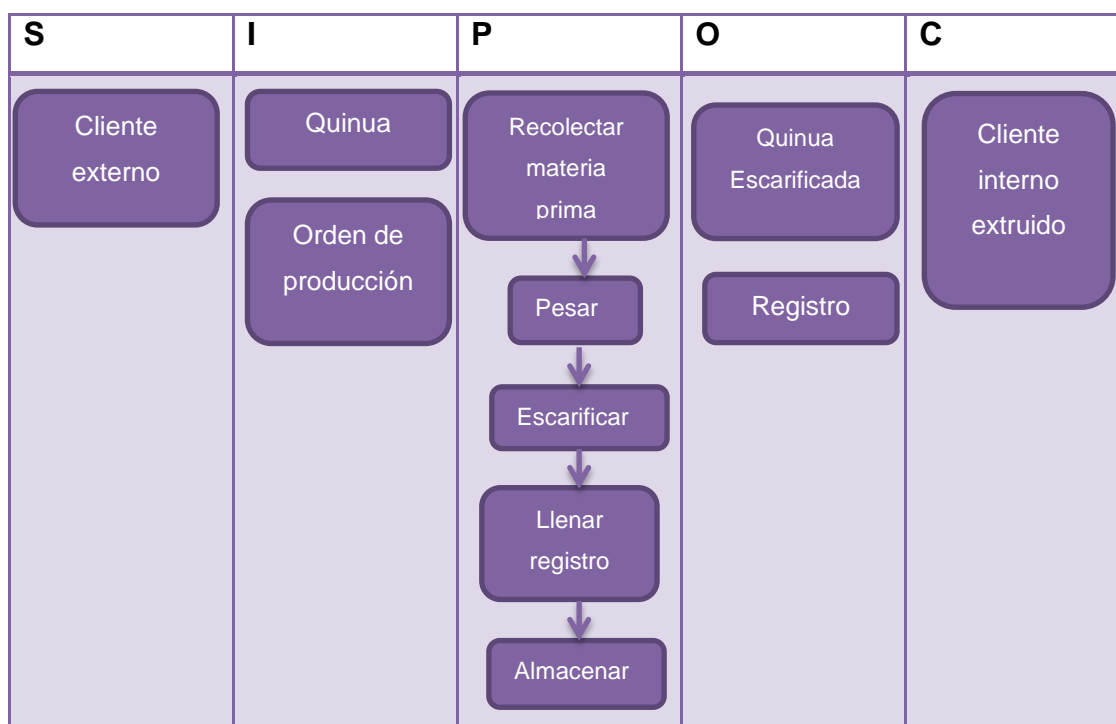 S
I
P
O
C
Cliente
externo
Quinua
Orden de
producción
Recolectar
materia
prima
Pesar
Escarificar
Llenar
registro
Almacenar
Quinua
Escarificada
Registro
Cliente
interno
extruido